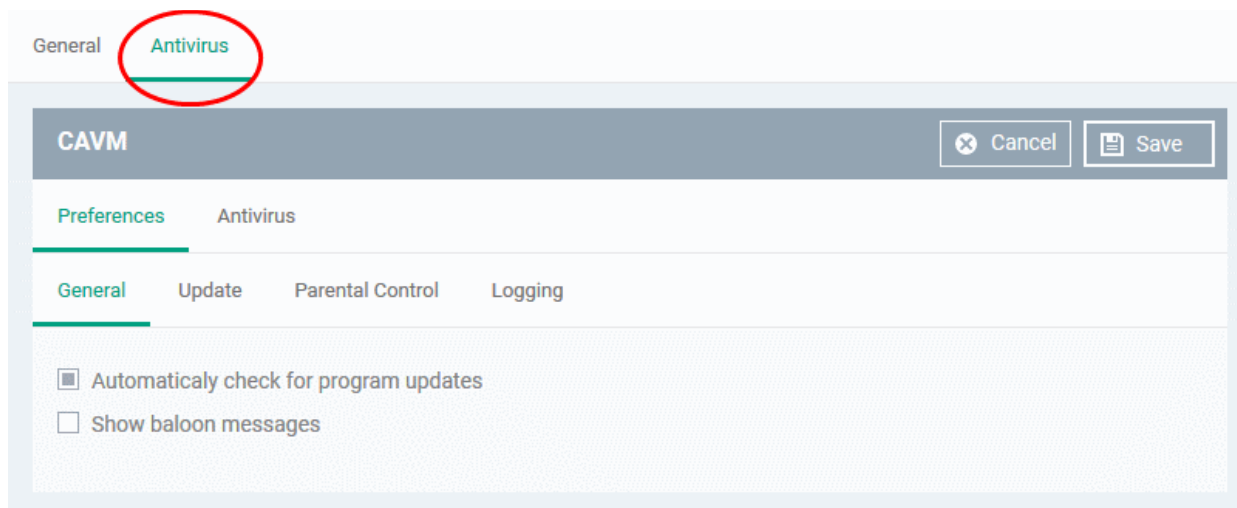 General Antivirus
CAVM Cancel Save
Preferences Antivirus
General Update Parental Control Logging
Automaticaly check for program updates
Show baloon messages